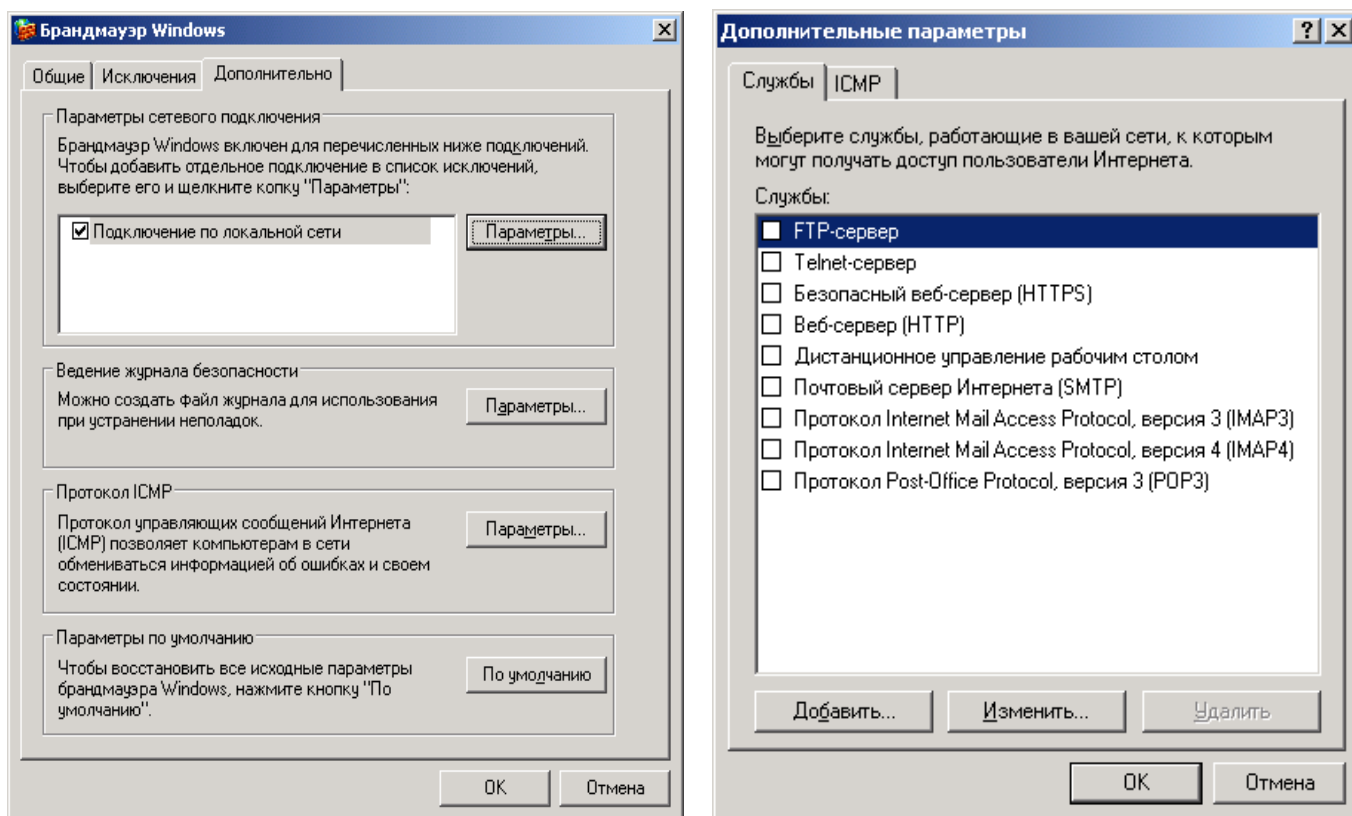 Брандмауэр Windows
Общие
Исключения
Дополнительно
Параметры сетевого подключения
Брандмауэр Windows включен для перечисленных ниже подключений.
Чтобы добавить отдельное подключение в список исключений,
выберите его и щелкните копку "Параметры":
Подключение по локальной сети
Параметры...
Ведение журнала безопасности
Можно создать файл журнала для использования
при устранении неполадок.
Параметры...
Протокол ICMP
Протокол управляющих сообщений Интернета
(ICMP) позволяет компьютерам в сети
обмениваться информацией об ошибках и своем
состоянии.
Параметры...
Параметры по умолчанию
Чтобы восстановить все исходные параметры
брандмауэра Windows, нажмите кнопку "По
умолчанию".
По умолчанию
OK
Отмена
Дополнительные параметры
Службы
ICMP
Выберите службы, работающие в вашей сети, к которым
могут получать доступ пользователи Интернета.
Службы:
FTP-сервер
Telnet-сервер
Безопасный веб-сервер (HTTPS)
Веб-сервер (HTTP)
Дистанционное управление рабочим столом
Почтовый сервер Интернета (SMTP)
Протокол Internet Mail Access Protocol, версия 3 (IMAP3)
Протокол Internet Mail Access Protocol, версия 4 (IMAP4)
Протокол Post-Office Protocol, версия 3 (POP3)
Добавить...
Изменить...
Удалить
OK
Отмена